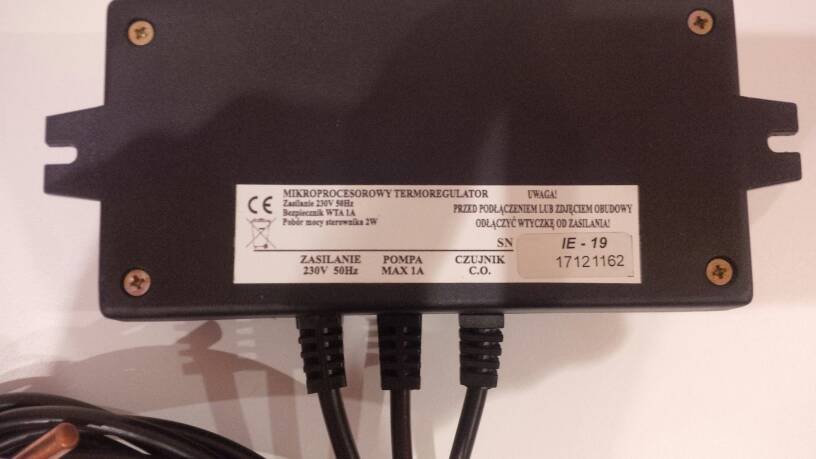 CE
MIKROPROCESOROWY TERMOREGULATOR
Zasilanie 230V 50Hz
Bezpiecznik WTA 1A
Pobór mocy sterownika 2W
UWAGA!
PRZED PODŁĄCZENIEM LUB ZDJĘCIEM OBUDOWY
ODŁĄCZYĆ WTYCZKĘ OD ZASILANIA!
SN IE - 19
17121162
ZASILANIE
230V 50Hz
POMPA
MAX 1A
CZUJNIK
C.O.